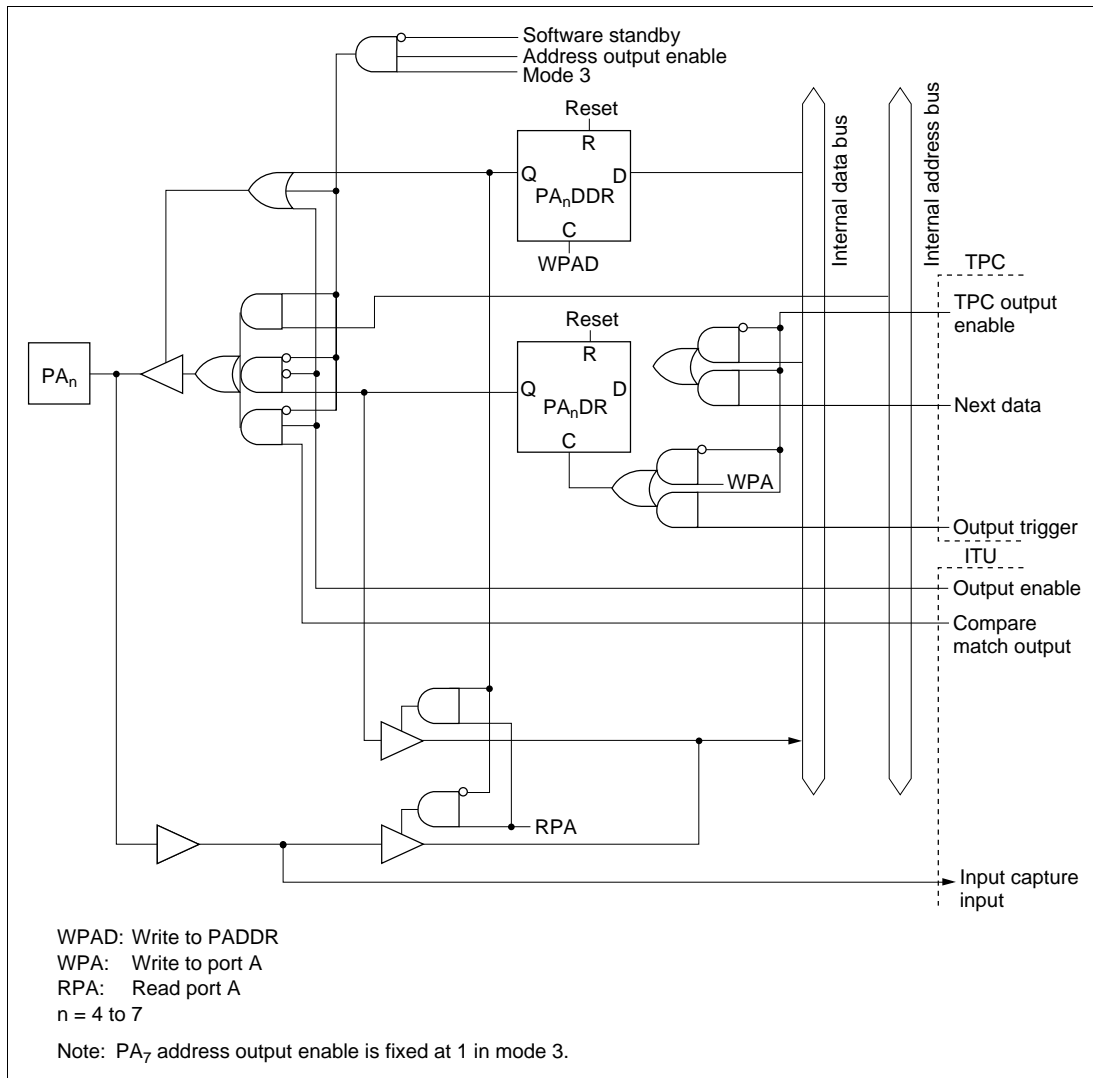 Software standby
Address output enable
Mode 3
Reset
R
Q
D
PAnDDR
C
WPAD
Internal data bus
Internal address bus
TPC
TPC output
enable
Reset
R
Q
D
PAnDR
C
PAn
Next data
WPA
Output trigger
ITU
Output enable
Compare
match output
RPA
Input capture
input
WPAD: Write to PADDR
WPA: Write to port A
RPA: Read port A
n = 4 to 7
Note: PA7 address output enable is fixed at 1 in mode 3.